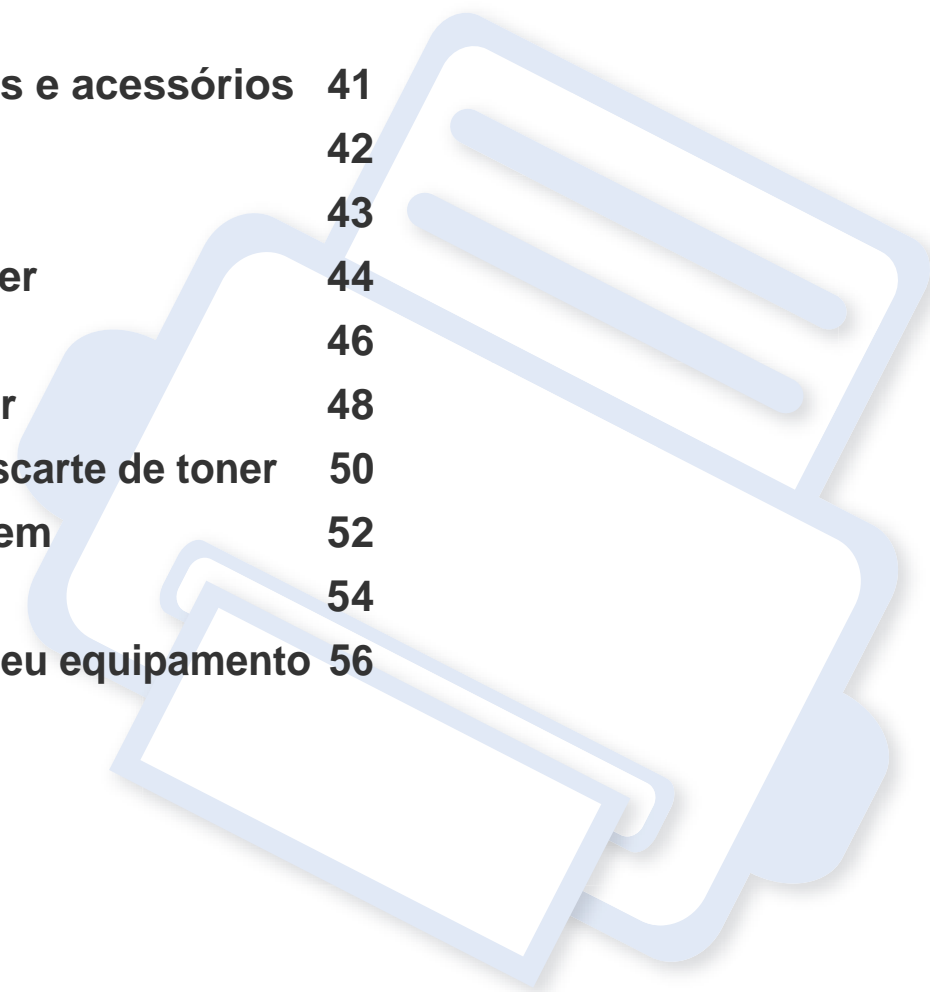 s e acessórios 41
42
43
er 44
46
r 48
scarte de toner 50
em 52
54
eu equipamento 56